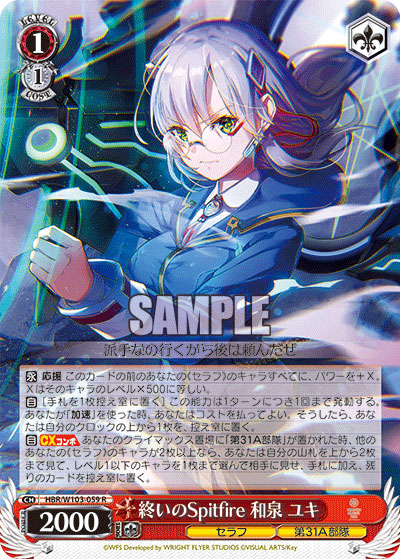 LEVEL
1
1
COST
SAMPLE
派手なの行くから後は頼んだぜ
永 応援 このカードの前のあなたの《セラフ》のキャラすべてに、パワーを＋X。
Xはそのキャラのレベル×500に等しい。
自［手札を1枚控え室に置く］この能力は1ターンにつき1回まで発動する。
あなたが「加速」を使った時、あなたはコストを払ってよい。そうしたら、あな
たは自分のクロックの上から1枚を、控え室に置く。
自 CXコンボ あなたのクライマックス置場に「第31A部隊」が置かれた時、他の
あなたの《セラフ》のキャラが2枚以上なら、あなたは自分の山札を上から2枚ま
で見て、レベル1以下のキャラを1枚まで選んで相手に見せ、手札に加え、残
りのカードを控え室に置く。
CH HBR/W103-059 R
2000
終いのSpitfire 和泉 ユキ
セラフ
第31A部隊
©WFS Developed by WRIGHT FLYER STUDIOS ©VISUAL ARTS/Key